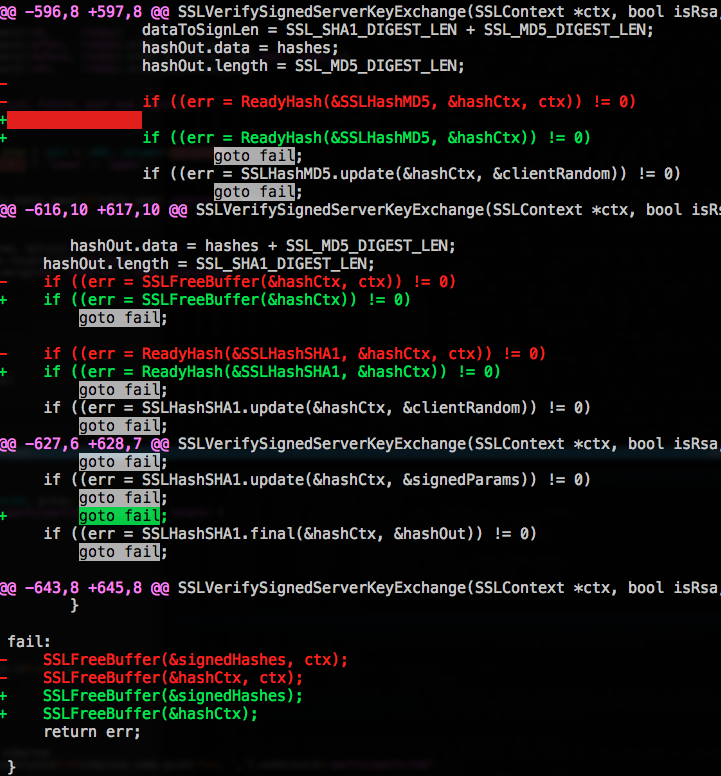 @@ -596,8 +597,8 @@ SSLVerifySignedServerKeyExchange(SSLContext *ctx, bool isRsa,
                dataToSignLen = SSL_SHA1_DIGEST_LEN + SSL_MD5_DIGEST_LEN;
                hashOut.data = hashes;
                hashOut.length = SSL_MD5_DIGEST_LEN;
-
-               if ((err = ReadyHash(&SSLHashMD5, &hashCtx, ctx)) != 0)
+
+               if ((err = ReadyHash(&SSLHashMD5, &hashCtx)) != 0)
                        goto fail;
                if ((err = SSLHashMD5.update(&hashCtx, &clientRandom)) != 0)
                        goto fail;
@@ -616,10 +617,10 @@ SSLVerifySignedServerKeyExchange(SSLContext *ctx, bool isRsa
        hashOut.data = hashes + SSL_MD5_DIGEST_LEN;
     hashOut.length = SSL_SHA1_DIGEST_LEN;
-    if ((err = SSLFreeBuffer(&hashCtx, ctx)) != 0)
+    if ((err = SSLFreeBuffer(&hashCtx)) != 0)
         goto fail;
-    if ((err = ReadyHash(&SSLHashSHA1, &hashCtx, ctx)) != 0)
+    if ((err = ReadyHash(&SSLHashSHA1, &hashCtx)) != 0)
         goto fail;
     if ((err = SSLHashSHA1.update(&hashCtx, &clientRandom)) != 0)
         goto fail;
@@ -627,6 +628,7 @@ SSLVerifySignedServerKeyExchange(SSLContext *ctx, bool isRsa,
         goto fail;
     if ((err = SSLHashSHA1.update(&hashCtx, &signedParams)) != 0)
         goto fail;
+        goto fail;
     if ((err = SSLHashSHA1.final(&hashCtx, &hashOut)) != 0)
         goto fail;
@@ -643,8 +645,8 @@ SSLVerifySignedServerKeyExchange(SSLContext *ctx, bool isRsa,
        }
 fail:
-    SSLFreeBuffer(&signedHashes, ctx);
-    SSLFreeBuffer(&hashCtx, ctx);
+    SSLFreeBuffer(&signedHashes);
+    SSLFreeBuffer(&hashCtx);
     return err;
 }